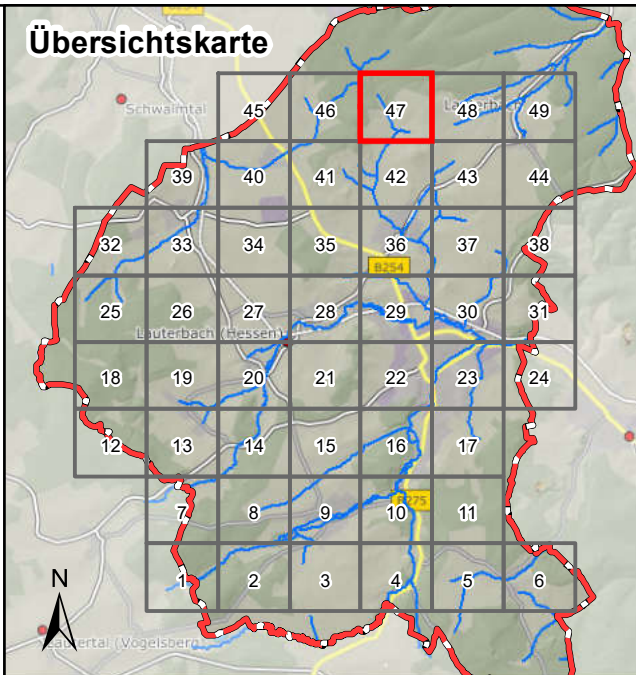 Übersichtskarte
Schwalmtal
45 46 47 48 49
39 40 41 42 43 44
32 33 34 35 36 37 38
B254
25 26 27 28 29 30 31
Lauterbach (Hessen)
18 19 20 21 22 23 24
12 13 14 15 16 17
7 8 9 10 11
B275
1 2 3 4 5 6
N
Lautertal (Vogelsberg)